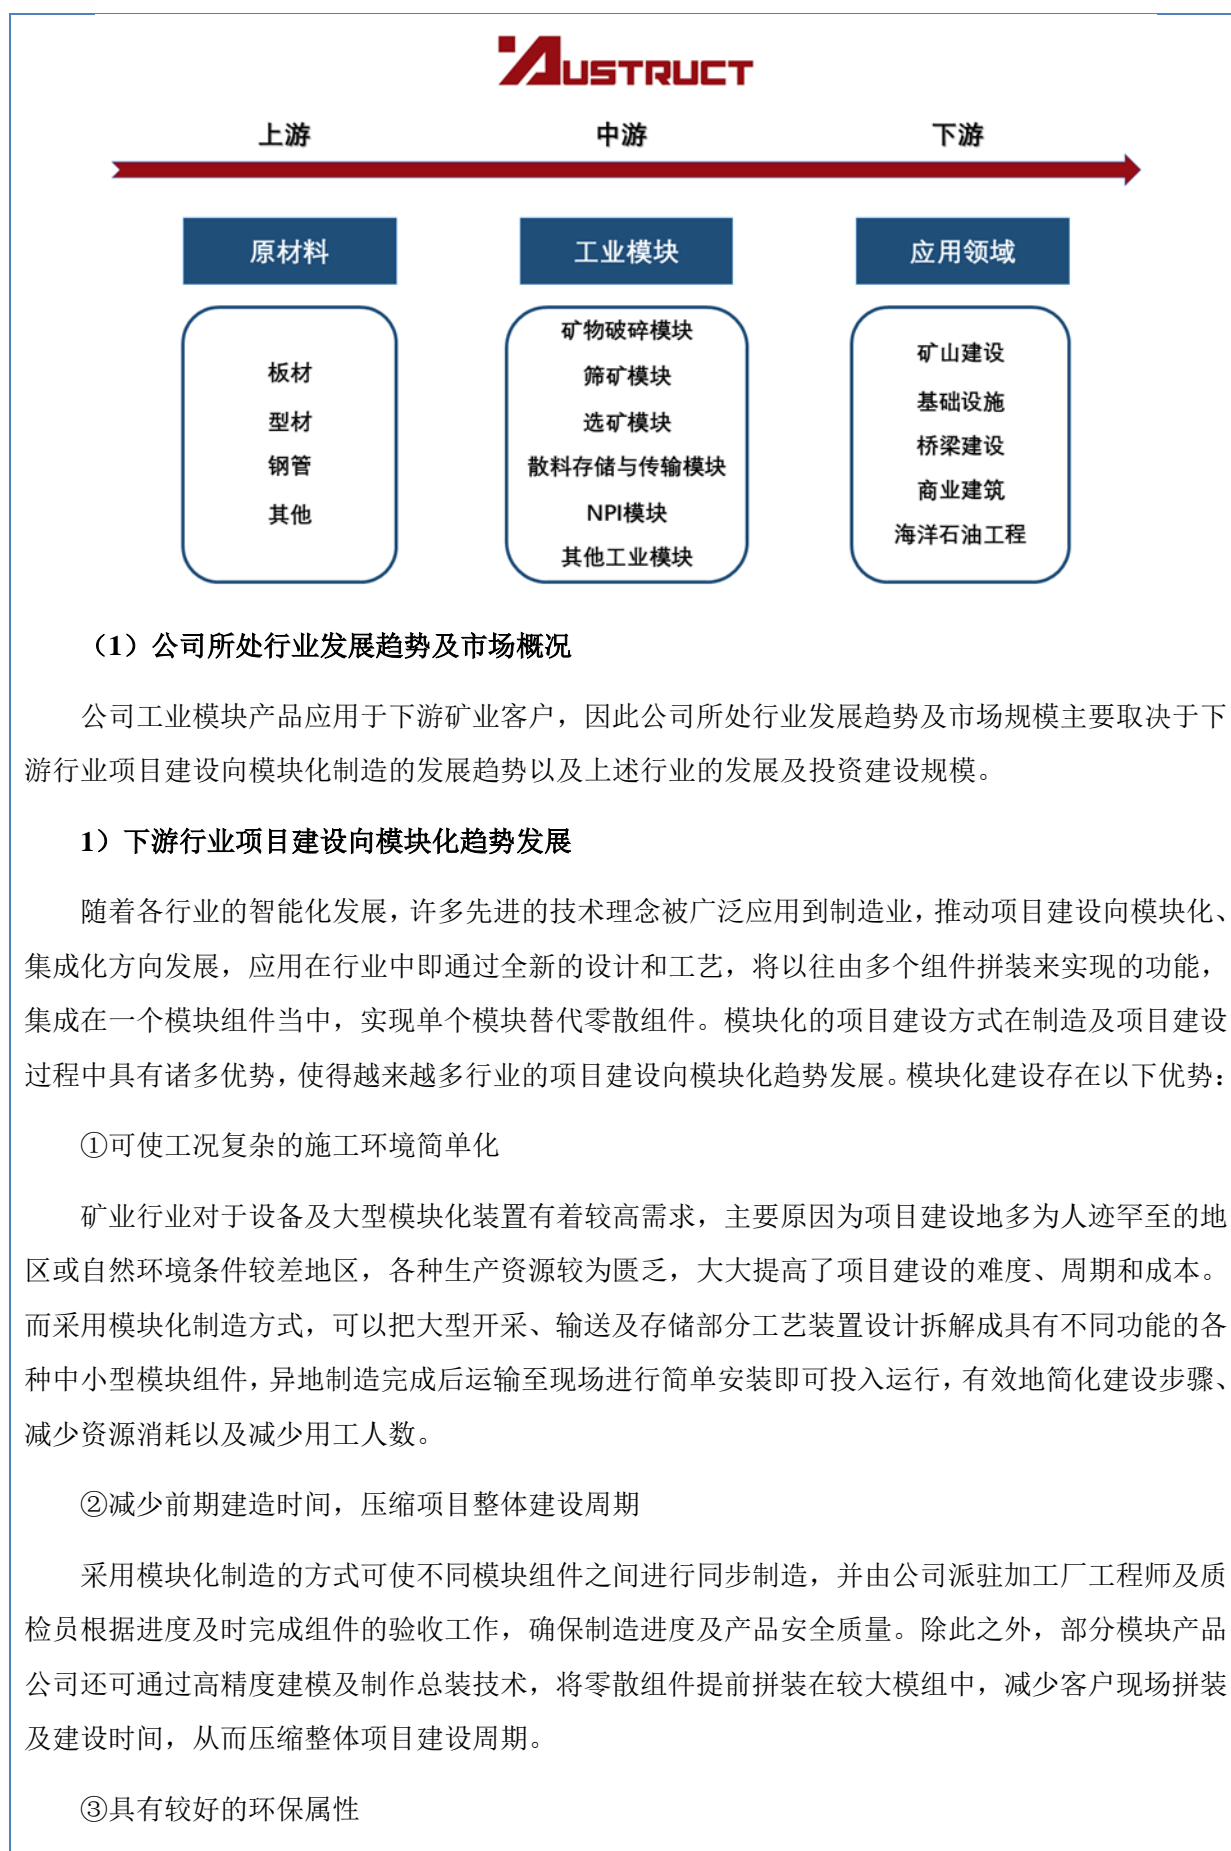 AUSTRUCT
上游 中游 下游
原材料 工业模块 应用领域
板材
型材
钢管
其他
矿物破碎模块
筛矿模块
选矿模块
散料存储与传输模块
NPI模块
其他工业模块
矿山建设
基础设施
桥梁建设
商业建筑
海洋石油工程
（1）公司所处行业发展趋势及市场概况
公司工业模块产品应用于下游矿业客户，因此公司所处行业发展趋势及市场规模主要取决于下
游行业项目建设向模块化制造的发展趋势以及上述行业的发展及投资建设规模。
1）下游行业项目建设向模块化趋势发展
随着各行业的智能化发展，许多先进的技术理念被广泛应用到制造业，推动项目建设向模块化、
集成化方向发展，应用在行业中即通过全新的设计和工艺，将以往由多个组件拼装来实现的功能，
集成在一个模块组件当中，实现单个模块替代零散组件。模块化的项目建设方式在制造及项目建设
过程中具有诸多优势，使得越来越多行业的项目建设向模块化趋势发展。模块化建设存在以下优势：
①可使工况复杂的施工环境简单化
矿业行业对于设备及大型模块化装置有着较高需求，主要原因为项目建设地多为人迹罕至的地
区或自然环境条件较差地区，各种生产资源较为匮乏，大大提高了项目建设的难度、周期和成本。
而采用模块化制造方式，可以把大型开采、输送及存储部分工艺装置设计拆解成具有不同功能的各
种中小型模块组件，异地制造完成后运输至现场进行简单安装即可投入运行，有效地简化建设步骤、
减少资源消耗以及减少用工人数。
②减少前期建造时间，压缩项目整体建设周期
采用模块化制造的方式可使不同模块组件之间进行同步制造，并由公司派驻加工厂工程师及质
检员根据进度及时完成组件的验收工作，确保制造进度及产品安全质量。除此之外，部分模块产品
公司还可通过高精度建模及制作总装技术，将零散组件提前拼装在较大模组中，减少客户现场拼装
及建设时间，从而压缩整体项目建设周期。
③具有较好的环保属性